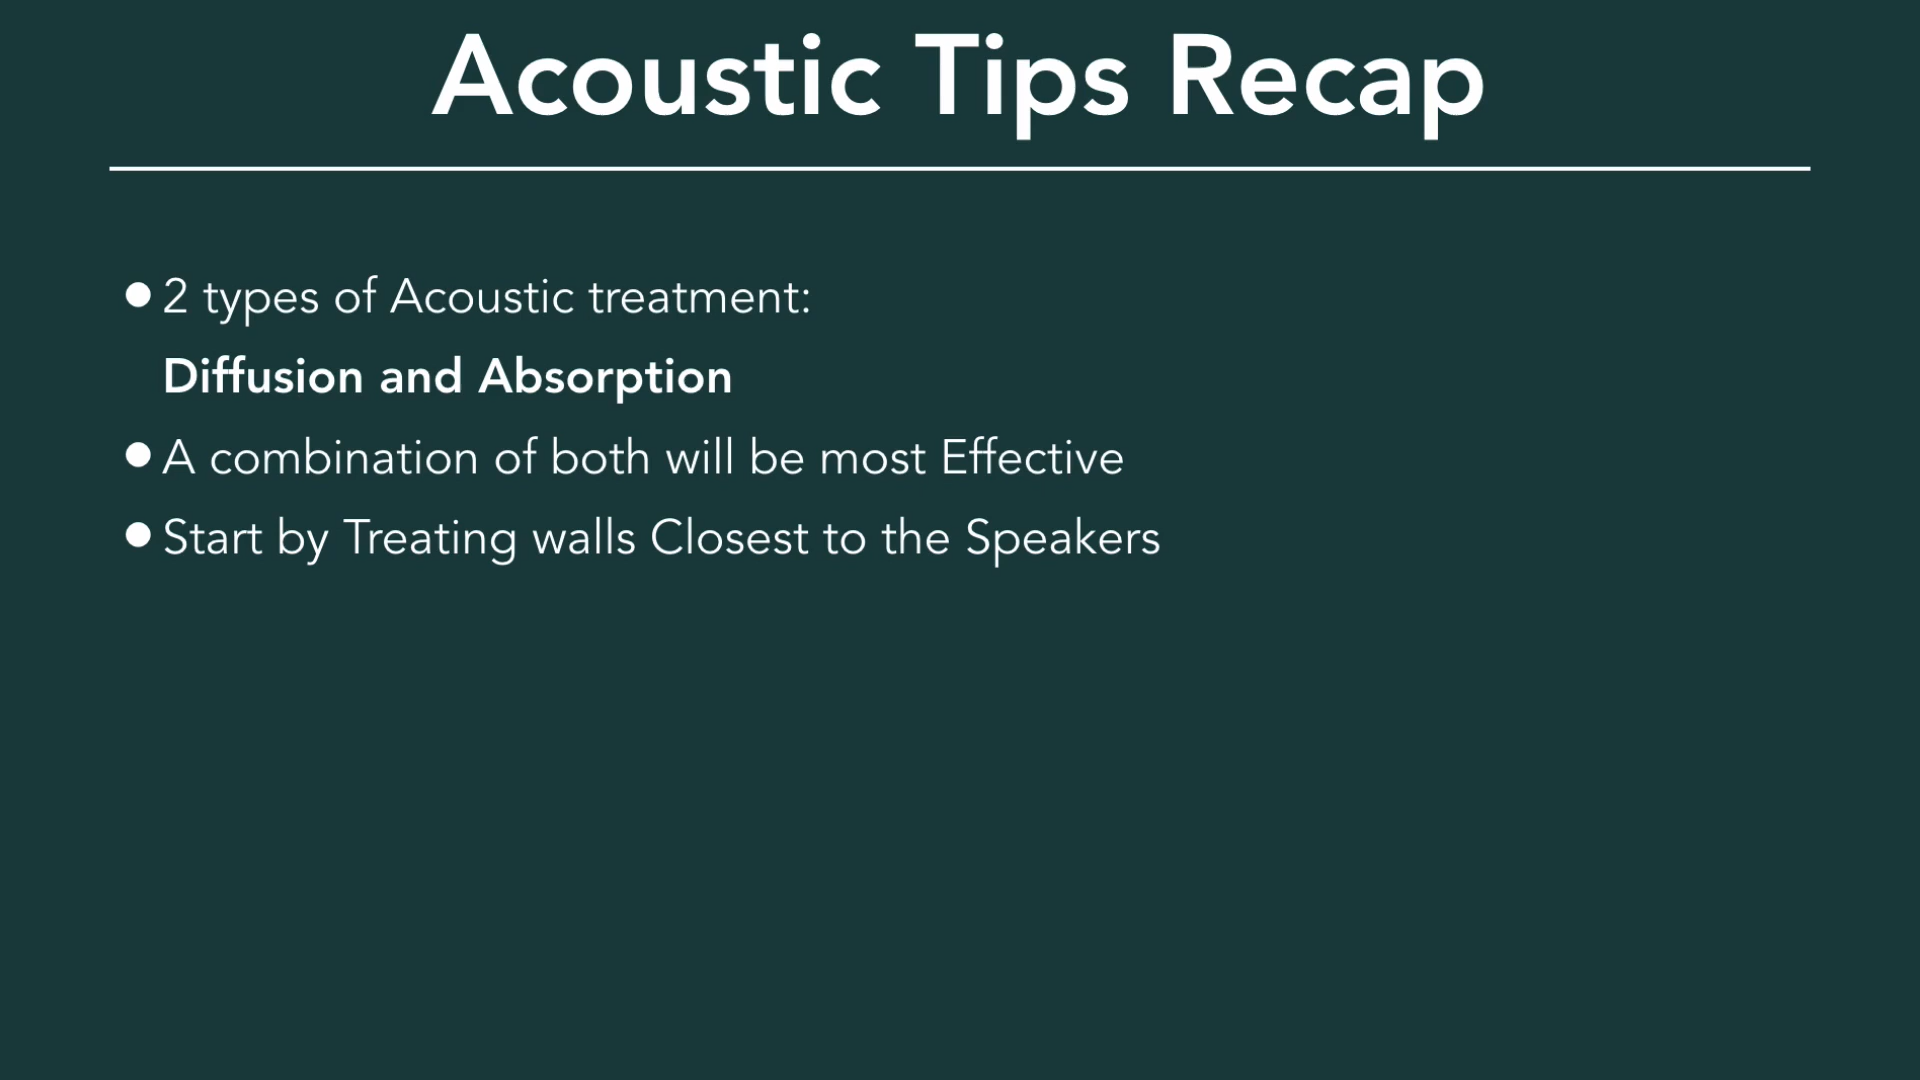 Acoustic Tips Recap
● 2 types of Acoustic treatment:
Diffusion and Absorption
● A combination of both will be most Effective
● Start by Treating walls Closest to the Speakers